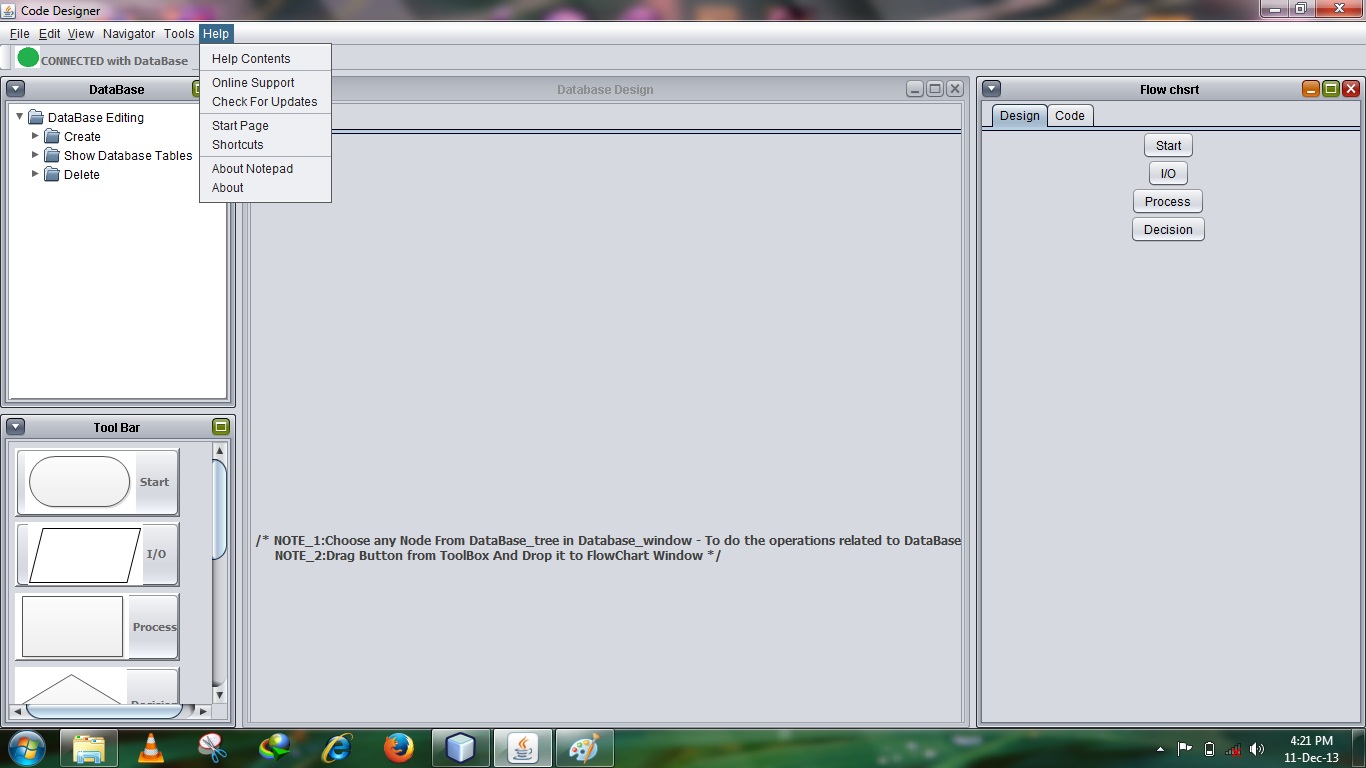 Code Designer
File Edit View Navigator Tools Help
CONNECTED with DataBase
Help Contents
Online Support
Check For Updates
Start Page
Shortcuts
About Notepad
About
DataBase
DataBase Editing
Create
Show Database Tables
Delete
Tool Bar
Start
I/O
Process
Decision
Database Design
/* NOTE_1:Choose any Node From DataBase_tree in Database_window - To do the operations related to DataBase
NOTE_2:Drag Button from ToolBox And Drop it to FlowChart Window */
Flow chsrt
Design Code
Start
I/O
Process
Decision
4:21 PM
11-Dec-13